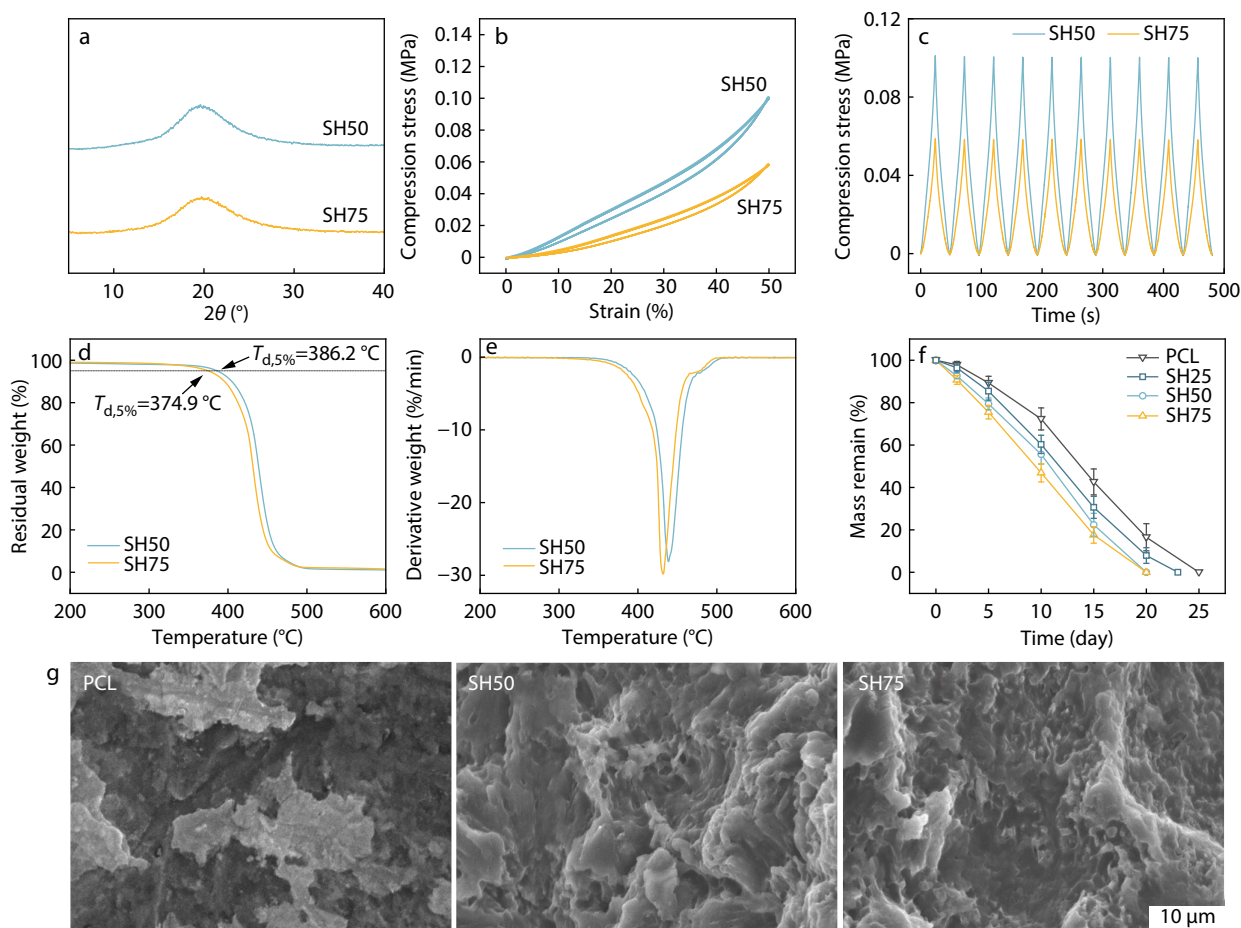 a
SH50
SH75
10 20 30 40
2θ (°)
b
Compression stress (MPa)
0.14
0.12
0.10
0.08
0.06
0.04
0.02
0
SH50
SH75
0 10 20 30 40 50
Strain (%)
c
Compression stress (MPa)
0.12
0.08
0.04
0
SH50 SH75
0 100 200 300 400 500
Time (s)
d
Residual weight (%)
100
80
60
40
20
0
Td,5%=386.2 °C
Td,5%=374.9 °C
SH50
SH75
200 300 400 500 600
Temperature (°C)
e
Derivative weight (%/min)
0
−10
−20
−30
SH50
SH75
200 300 400 500 600
Temperature (°C)
f
Mass remain (%)
100
80
60
40
20
0
PCL
SH25
SH50
SH75
0 5 10 15 20 25
Time (day)
g
PCL
SH50
SH75
10 μm